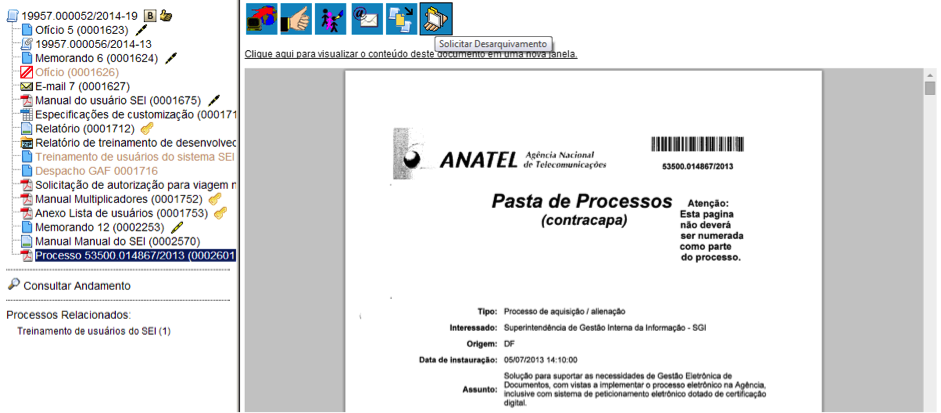 19957.000052/2014-19 B
Ofício 5 (0001623)
19957.000056/2014-13
Memorando 6 (0001624)
Ofício (0001626)
E-mail 7 (0001627)
Manual do usuário SEI (0001675)
Especificações de customização (000171
Relatório (0001712)
Relatório de treinamento de desenvolvec
Treinamento de usuários do sistema SEI
Despacho GAF 0001716
Solicitação de autorização para viagem n
Manual Multiplicadores (0001752)
Anexo Lista de usuários (0001753)
Memorando 12 (0002253)
Manual Manual do SEI (0002570)
Processo 53500.014867/2013 (0002601
Consultar Andamento
Processos Relacionados:
Treinamento de usuários do SEI (1)
Solicitar Desarquivamento
Clique aqui para visualizar o conteúdo deste documento em uma nova janela.
ANATEL Agência Nacional
de Telecomunicações
53500.014867/2013
Pasta de Processos
(contracapa)
Atenção:
Esta pagina
não deverá
ser numerada
como parte
do processo.
Tipo: Processo de aquisição / alienação
Interessado: Superintendência de Gestão Interna da Informação - SGI
Origem: DF
Data de instauração: 05/07/2013 14:10:00
Assunto: Solução para suportar as necessidades de Gestão Eletrônica de
Documentos, com vistas a implementar o processo eletrônico na Agência,
inclusive com sistema de peticionamento eletrônico dotado de certificação
digital.